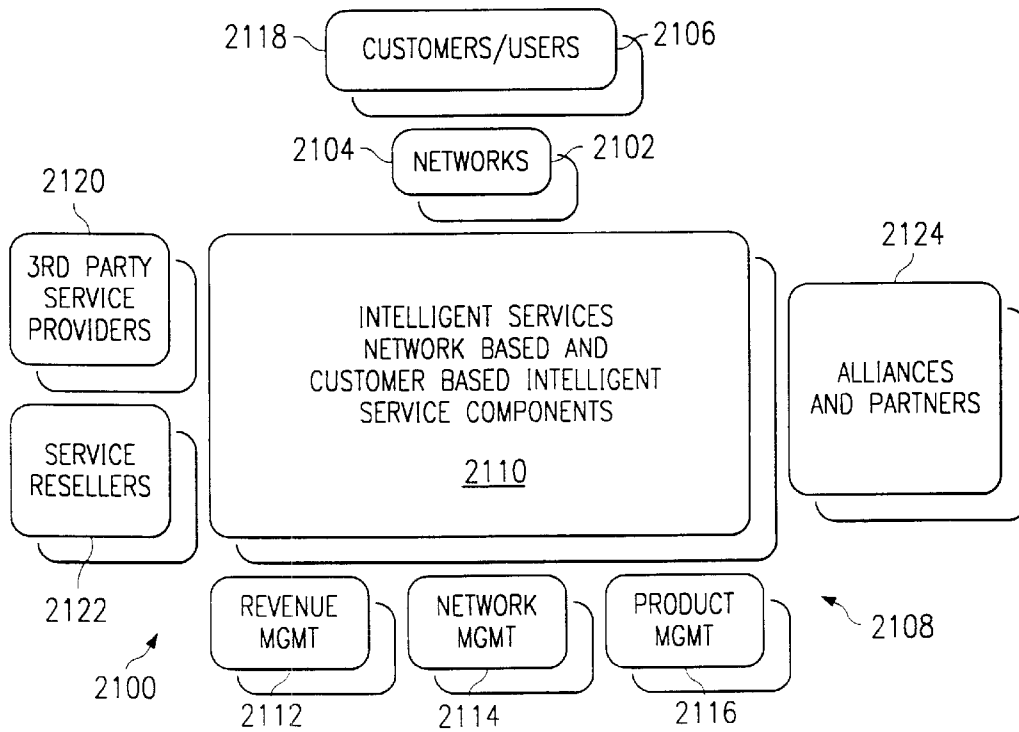 2118
CUSTOMERS/USERS
2106
2104
NETWORKS
2102
2120
3RD PARTY
SERVICE
PROVIDERS
INTELLIGENT SERVICES
NETWORK BASED AND
CUSTOMER BASED INTELLIGENT
SERVICE COMPONENTS
2110
2124
ALLIANCES
AND PARTNERS
SERVICE
RESELLERS
2122
2100
REVENUE
MGMT
2112
NETWORK
MGMT
2114
PRODUCT
MGMT
2116
2108